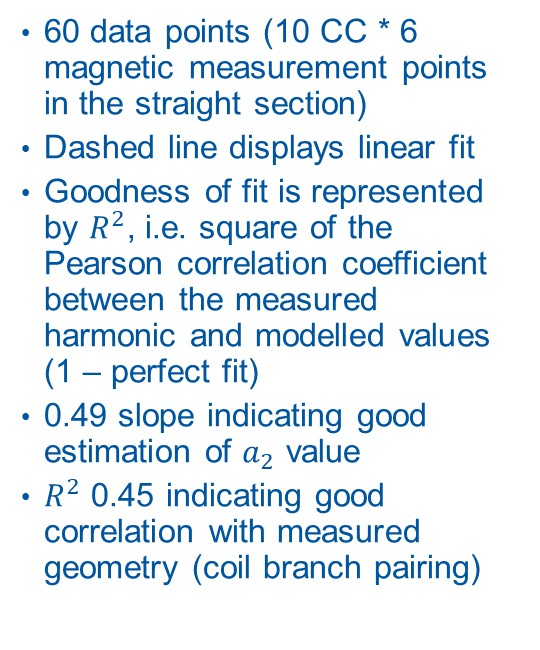 • 60 data points (10 CC * 6
magnetic measurement points
in the straight section)
• Dashed line displays linear fit
• Goodness of fit is represented
by 𝑅², i.e. square of the
Pearson correlation coefficient
between the measured
harmonic and modelled values
(1 – perfect fit)
• 0.49 slope indicating good
estimation of 𝑎₂ value
• 𝑅² 0.45 indicating good
correlation with measured
geometry (coil branch pairing)